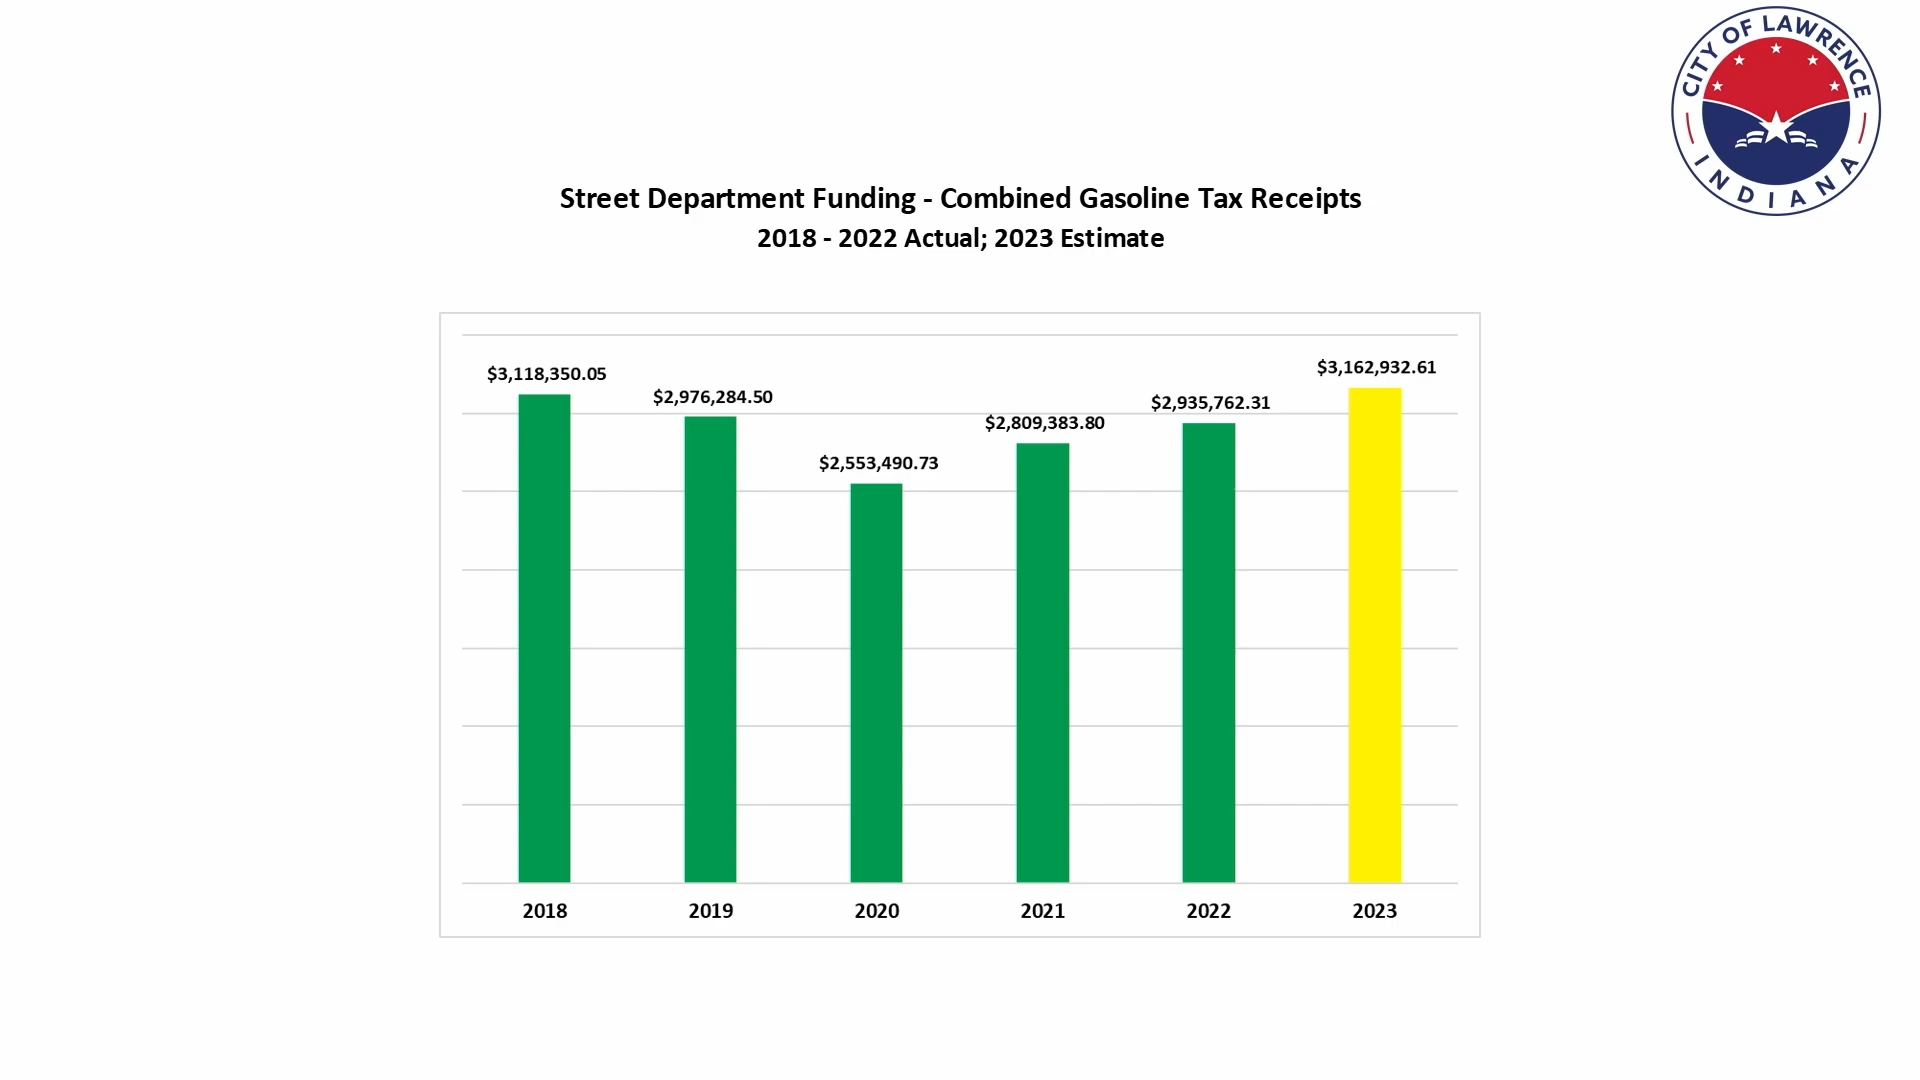 CITY OF LAWRENCE
INDIANA
Street Department Funding - Combined Gasoline Tax Receipts
2018 - 2022 Actual; 2023 Estimate
$3,118,350.05
$2,976,284.50
$2,553,490.73
$2,809,383.80
$2,935,762.31
$3,162,932.61
2018 2019 2020 2021 2022 2023